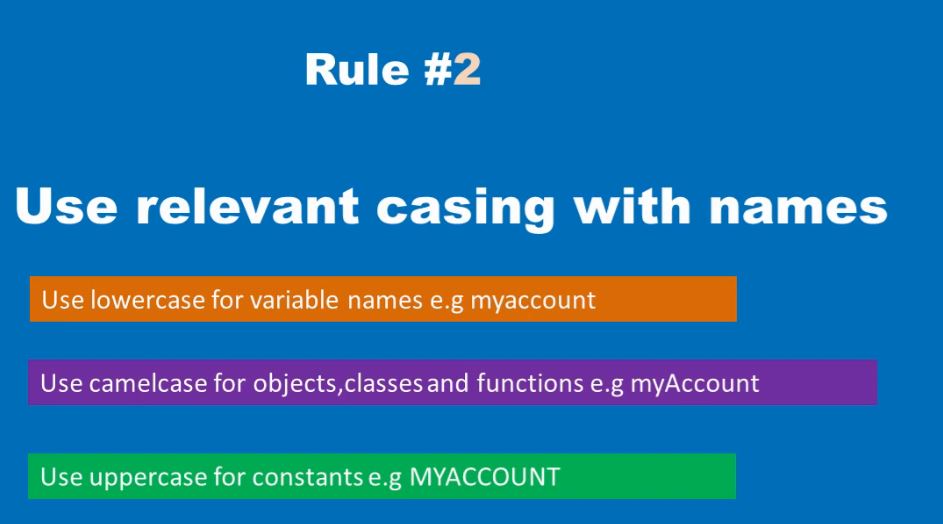 Rule #2
Use relevant casing with names
Use lowercase for variable names e.g myaccount
Use camelcase for objects,classes and functions e.g myAccount
Use uppercase for constants e.g MYACCOUNT